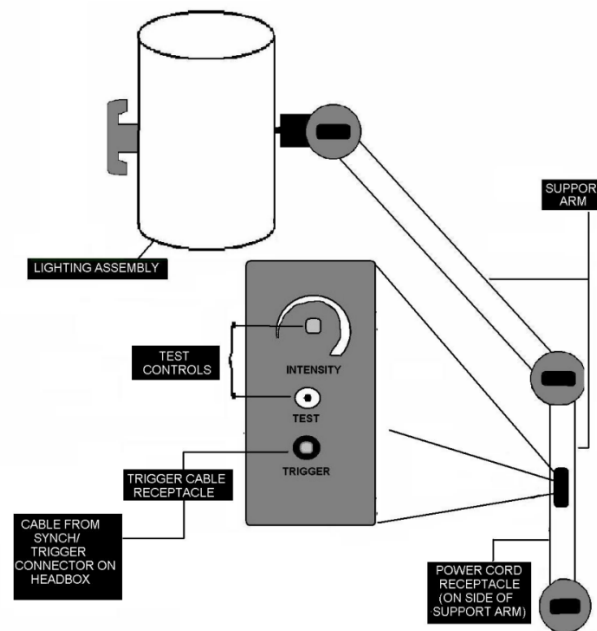 SUPPORT
ARM
LIGHTING ASSEMBLY
TEST
CONTROLS
INTENSITY
TEST
TRIGGER
TRIGGER CABLE
RECEPTACLE
CABLE FROM
SYNCH/
TRIGGER
CONNECTOR ON
HEADBOX
POWER CORD
RECEPTACLE
(ON SIDE OF
SUPPORT ARM)